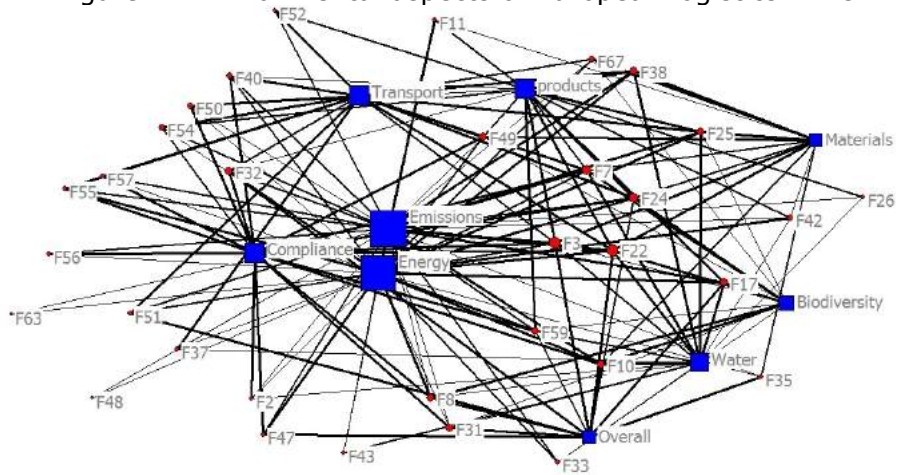 F52
F11
F67
F38
F40
Transport
products
F50
F54
F49
F25
Materials
F32
F7
F57
F55
F24
F26
Emissions
F42
F3
F22
Compliance
F56
Energy
F17
Biodiversity
F63
F51
F59
F37
F10
Water
F35
F48
F2
F8
F31
F47
Overall
F43
F33